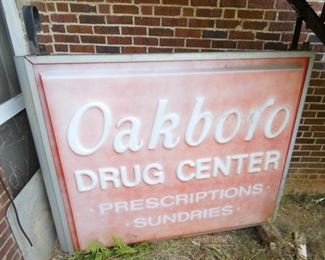 Oakboro
DRUG CENTER
· PRESCRIPTIONS ·
· SUNDRIES ·